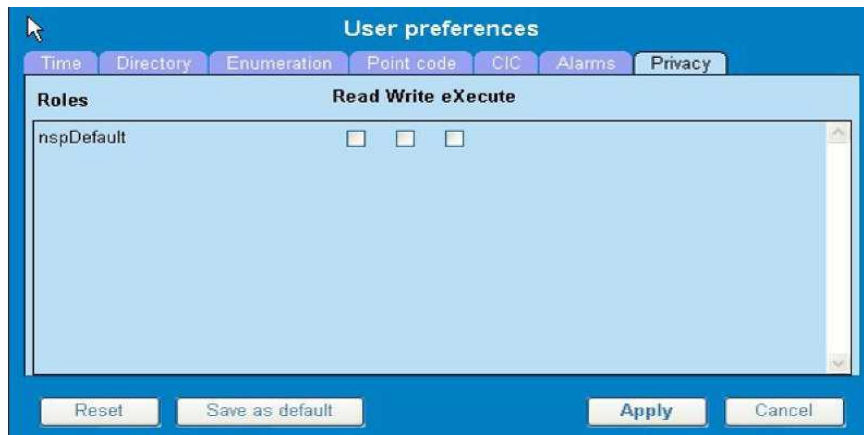 User preferences
Time Directory Enumeration Point code CIC Alarms Privacy
Roles Read Write eXecute
nspDefault
Reset Save as default Apply Cancel